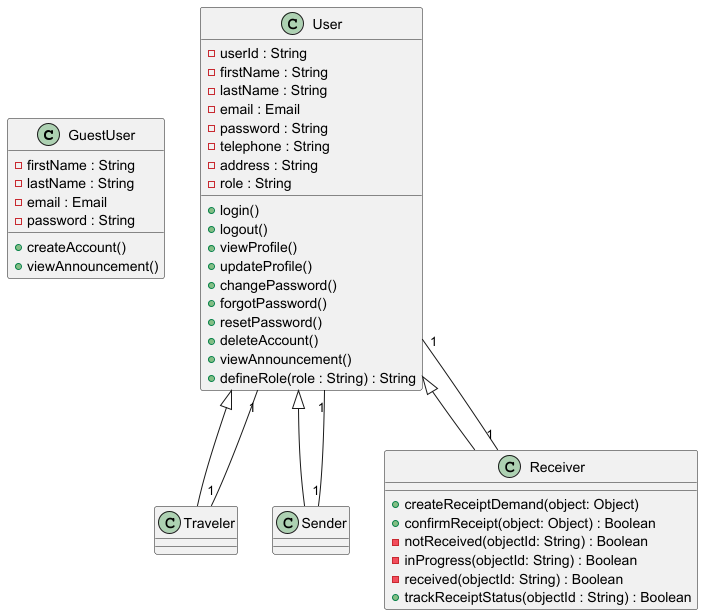 C User
userId : String
firstName : String
lastName : String
email : Email
password : String
telephone : String
address : String
role : String
login()
logout()
viewProfile()
updateProfile()
changePassword()
forgotPassword()
resetPassword()
deleteAccount()
viewAnnouncement()
defineRole(role : String) : String
C GuestUser
firstName : String
lastName : String
email : Email
password : String
createAccount()
viewAnnouncement()
1
1
1
1
1
1
C Traveler
C Sender
C Receiver
createReceiptDemand(object: Object)
confirmReceipt(object: Object) : Boolean
notReceived(objectId: String) : Boolean
inProgress(objectId: String) : Boolean
received(objectId: String) : Boolean
trackReceiptStatus(objectId : String) : Boolean